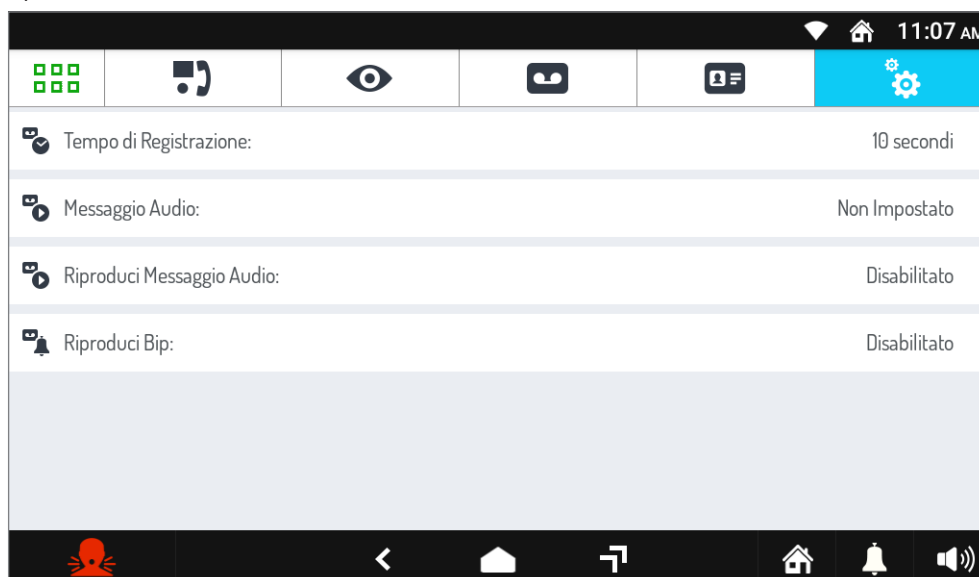 11:07 AM
Tempo di Registrazione: 10 secondi
Messaggio Audio: Non Impostato
Riproduci Messaggio Audio: Disabilitato
Riproduci Bip: Disabilitato